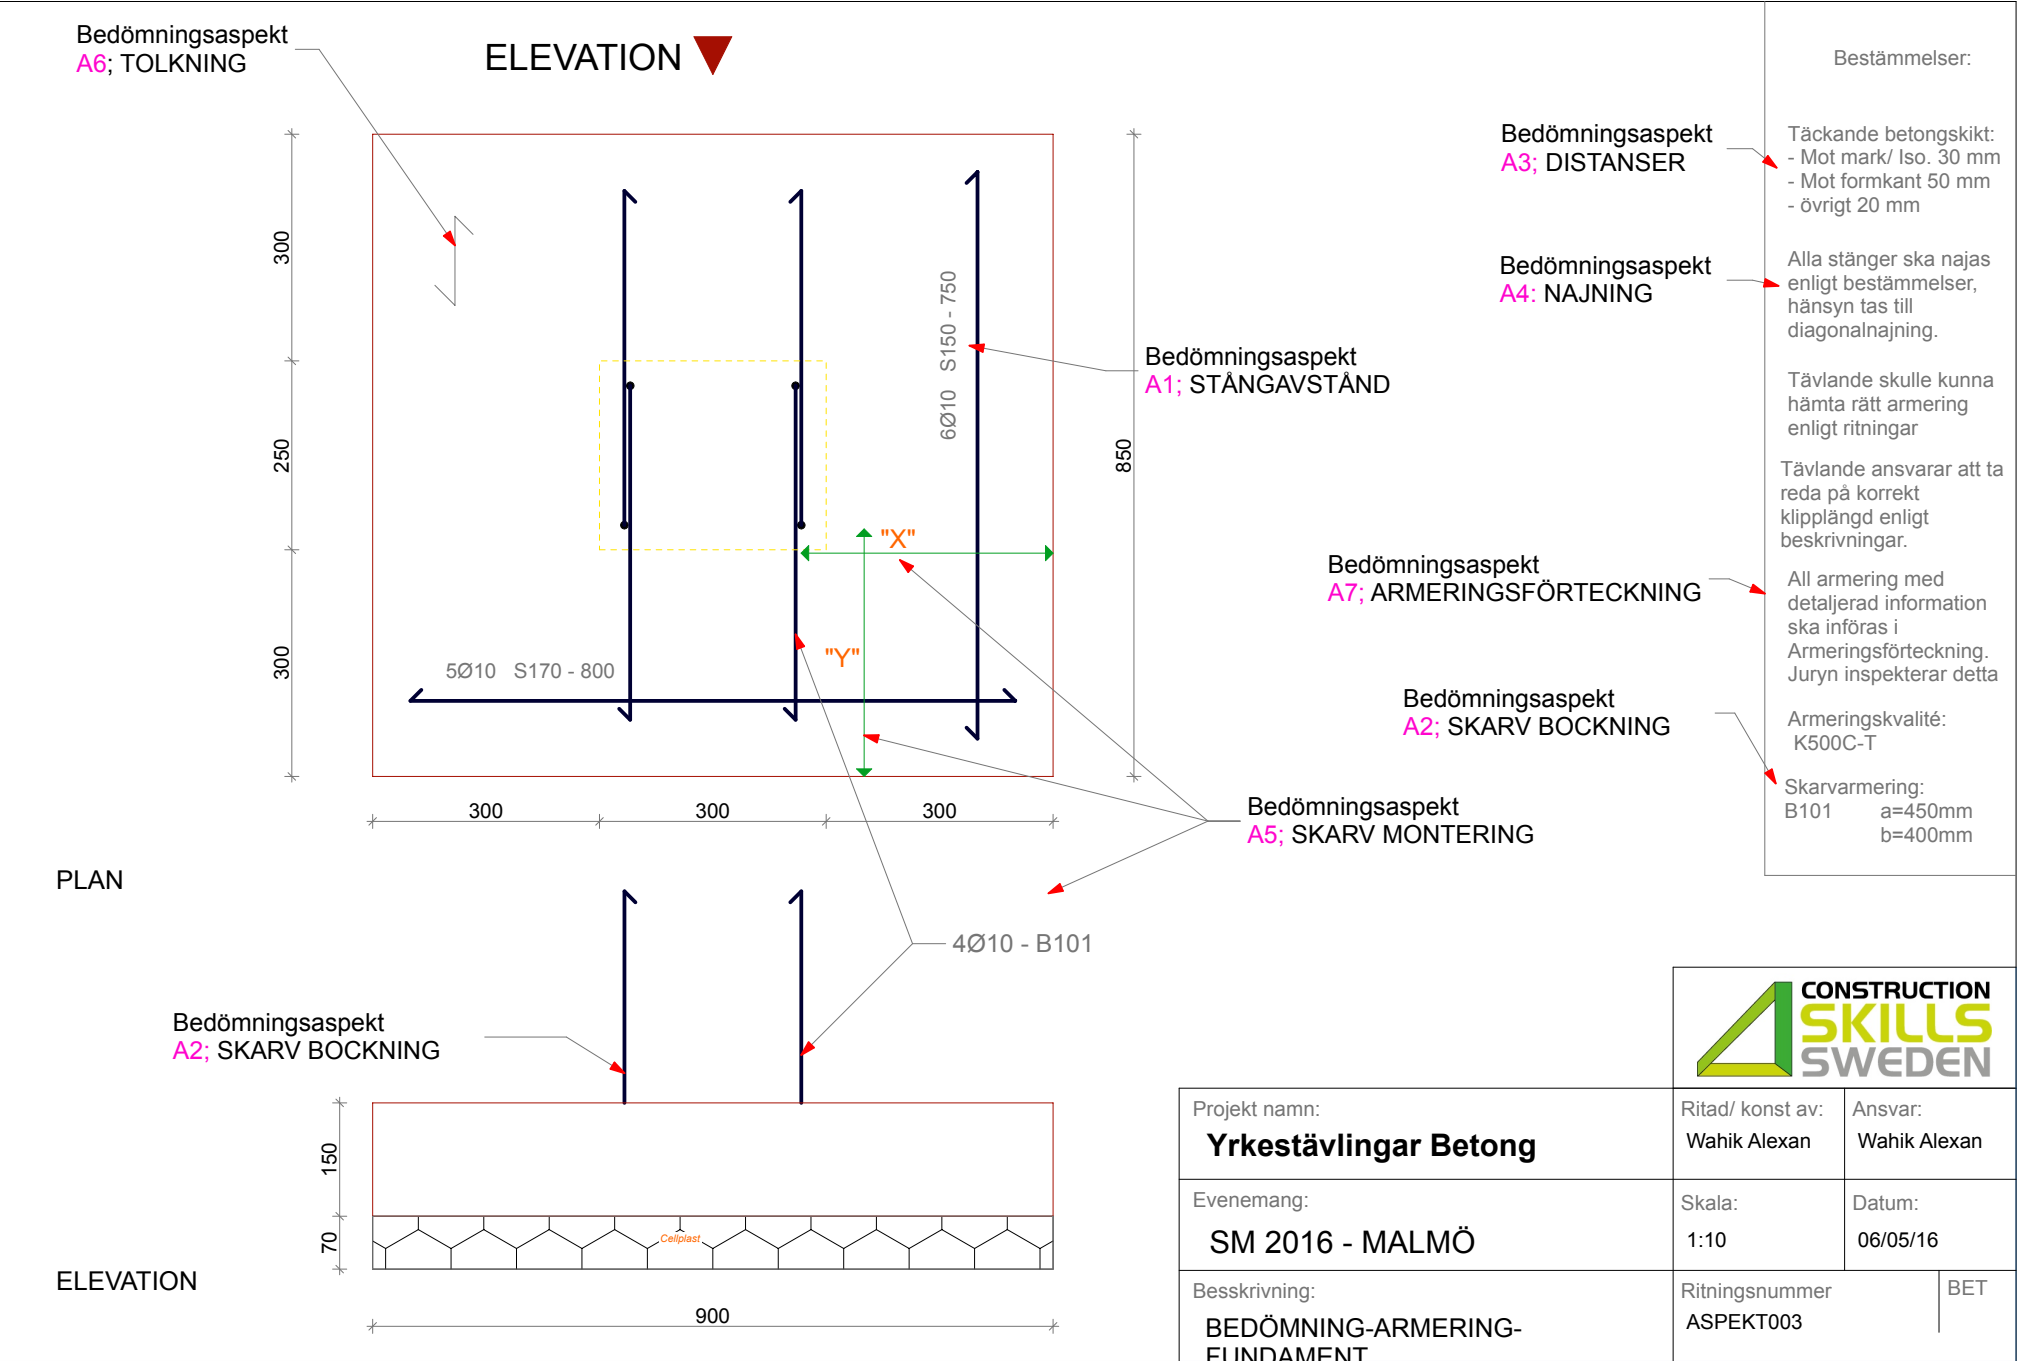 Bedömningsaspekt
A6; TOLKNING
ELEVATION
300
250
300
850
6Ø10 S150 - 750
5Ø10 S170 - 800
"X"
"Y"
300
300
300
Bedömningsaspekt
A1; STÅNGAVSTÅND
Bedömningsaspekt
A3; DISTANSER
Bedömningsaspekt
A4: NAJNING
Bedömningsaspekt
A7; ARMERINGSFÖRTECKNING
Bedömningsaspekt
A2; SKARV BOCKNING
Bedömningsaspekt
A5; SKARV MONTERING
Bestämmelser:
Täckande betongskikt:
- Mot mark/ Iso. 30 mm
- Mot formkant 50 mm
- övrigt 20 mm
Alla stänger ska najas
enligt bestämmelser,
hänsyn tas till
diagonalnajning.
Tävlande skulle kunna
hämta rätt armering
enligt ritningar
Tävlande ansvarar att ta
reda på korrekt
klipplängd enligt
beskrivningar.
All armering med
detaljerad information
ska införas i
Armeringsförteckning.
Juryn inspekterar detta
Armeringskvalité:
K500C-T
Skarvarmering:
B101 a=450mm
b=400mm
PLAN
4Ø10 - B101
Bedömningsaspekt
A2; SKARV BOCKNING
150
70
Cellplast
ELEVATION
900
CONSTRUCTION
SKILLS
SWEDEN
Projekt namn:
Yrkestävlingar Betong
Ritad/ konst av:
Wahik Alexan
Ansvar:
Wahik Alexan
Evenemang:
SM 2016 - MALMÖ
Skala:
1:10
Datum:
06/05/16
Besskrivning:
BEDÖMNING-ARMERING-
FUNDAMENT
Ritningsnummer
ASPEKT003
BET